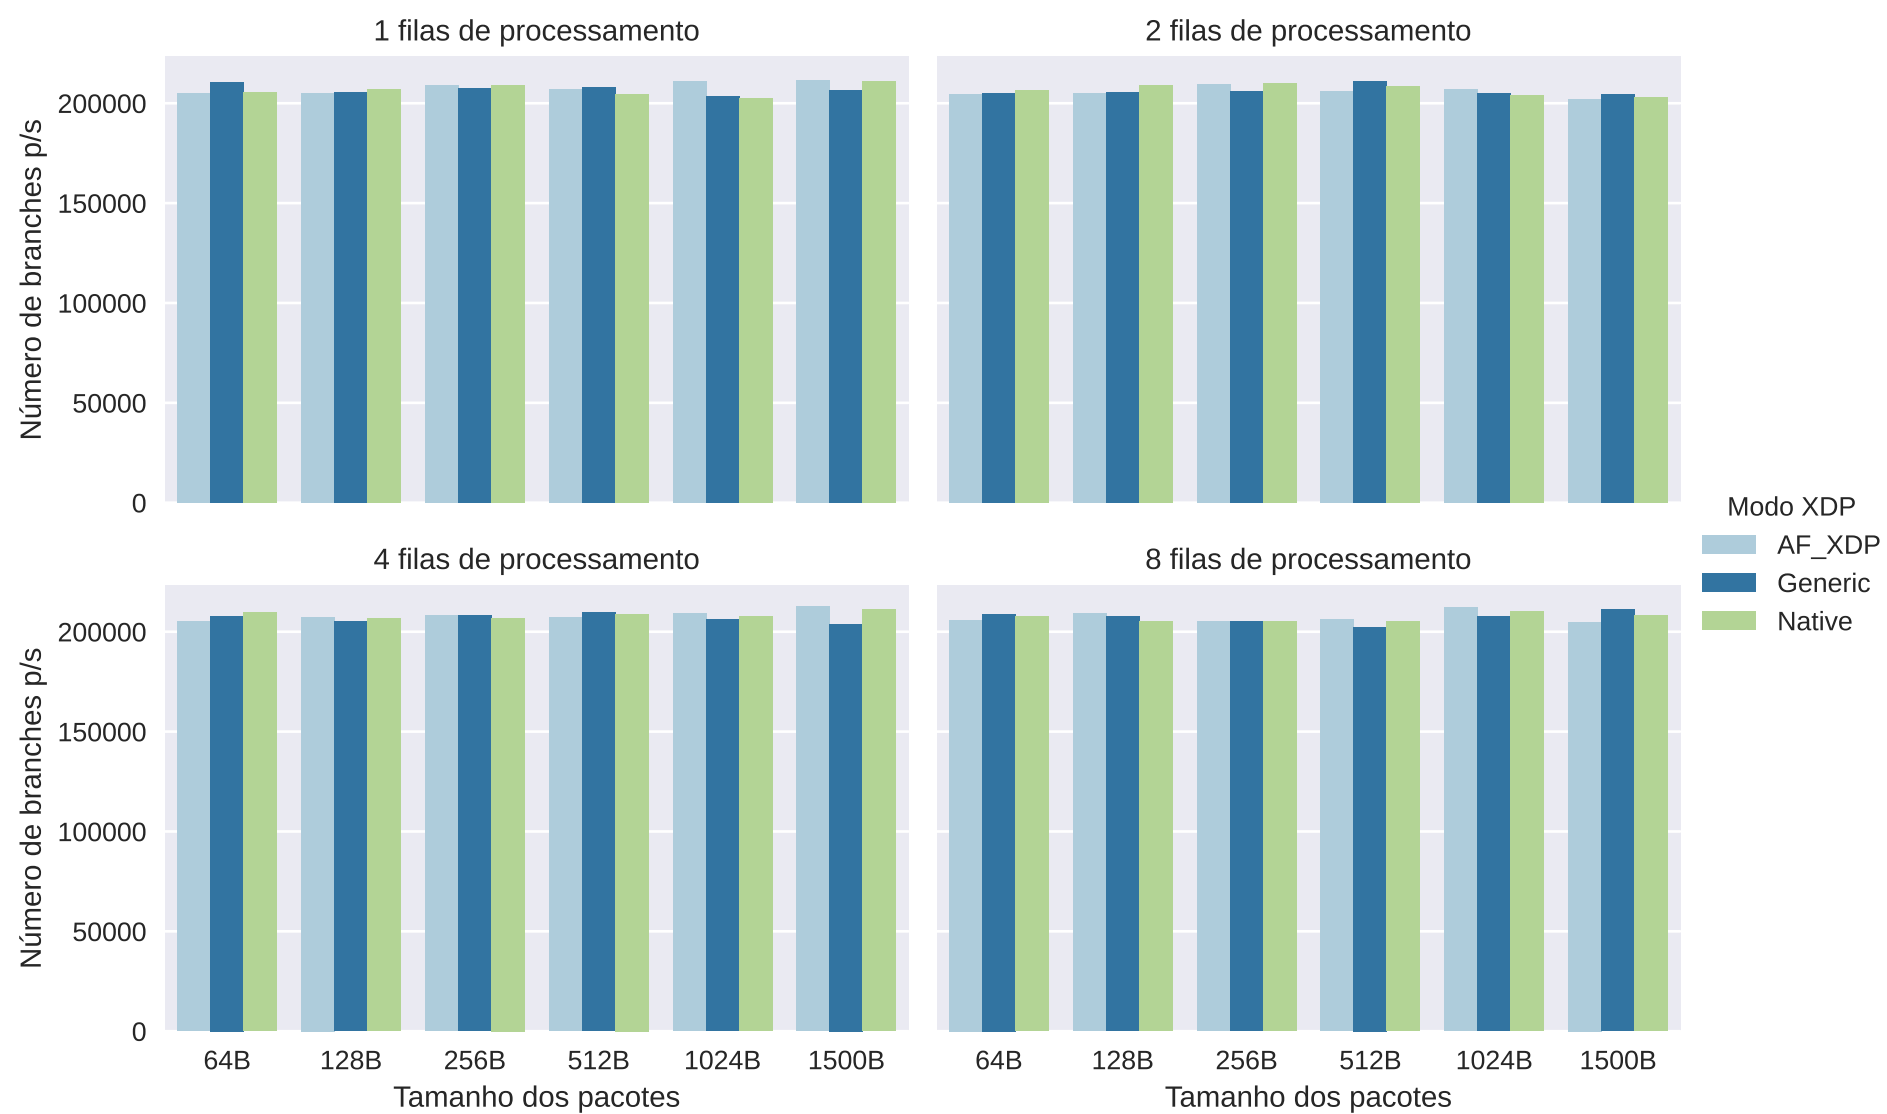 1 filas de processamento
2 filas de processamento
Número de branches p/s
200000
150000
100000
50000
0
4 filas de processamento
8 filas de processamento
Número de branches p/s
200000
150000
100000
50000
0
64B 128B 256B 512B 1024B 1500B
64B 128B 256B 512B 1024B 1500B
Tamanho dos pacotes
Tamanho dos pacotes
Modo XDP
AF_XDP
Generic
Native